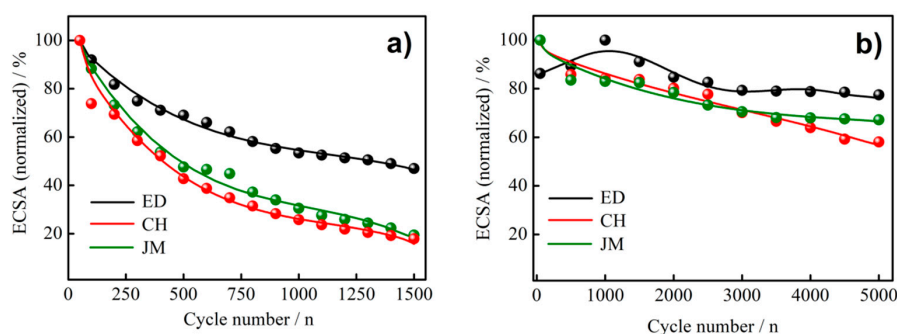 a)
ECSA (normalized) / %
100
80
60
40
20
ED
CH
JM
0 250 500 750 1000 1250 1500
Cycle number / n
b)
ECSA (normalized) / %
100
80
60
40
20
ED
CH
JM
0 1000 2000 3000 4000 5000
Cycle number / n